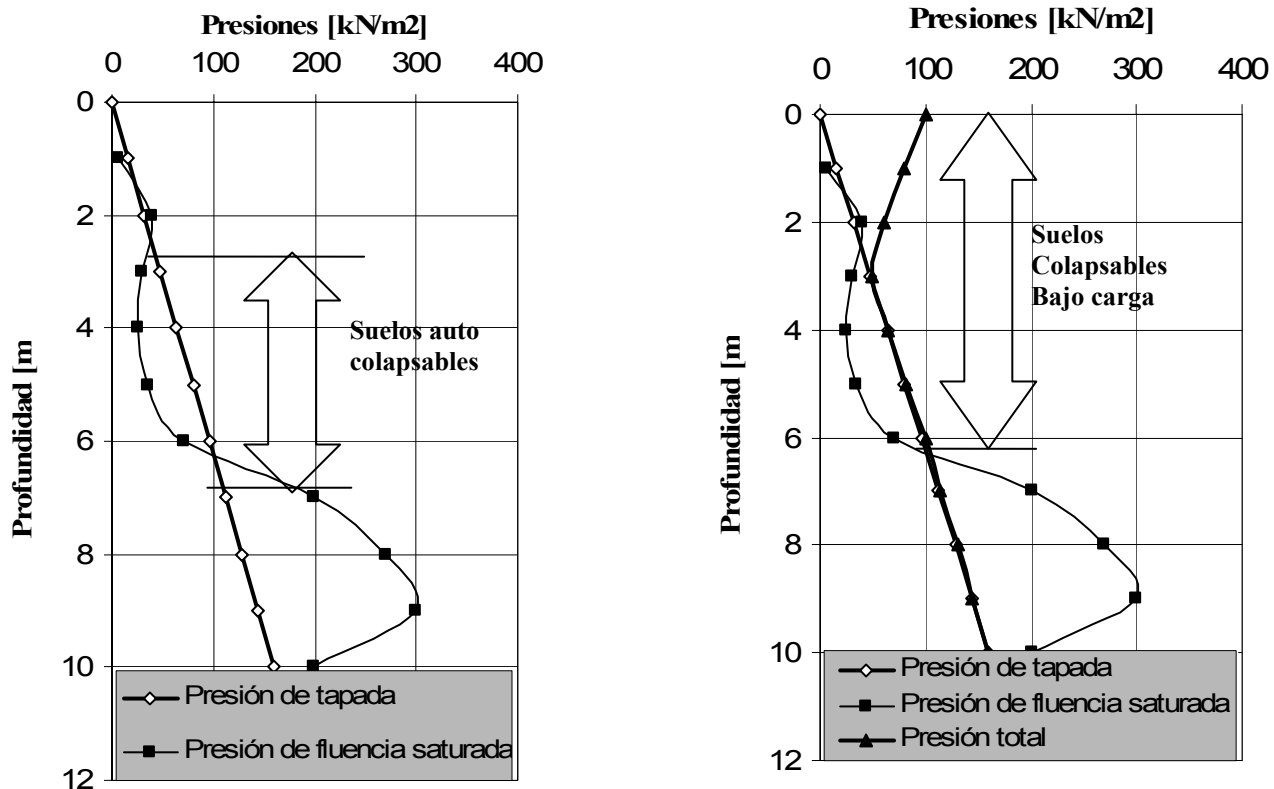 Presiones [kN/m2]
0 100 200 300 400
0
2
4
6
8
10
12
Profundidad [m
Suelos auto
colapsables
Presión de tapada
Presión de fluencia saturada
Presiones [kN/m2]
0 100 200 300 400
0
2
4
6
8
10
12
Profundidad [m
Suelos
Colapsables
Bajo carga
Presión de tapada
Presión de fluencia saturada
Presión total